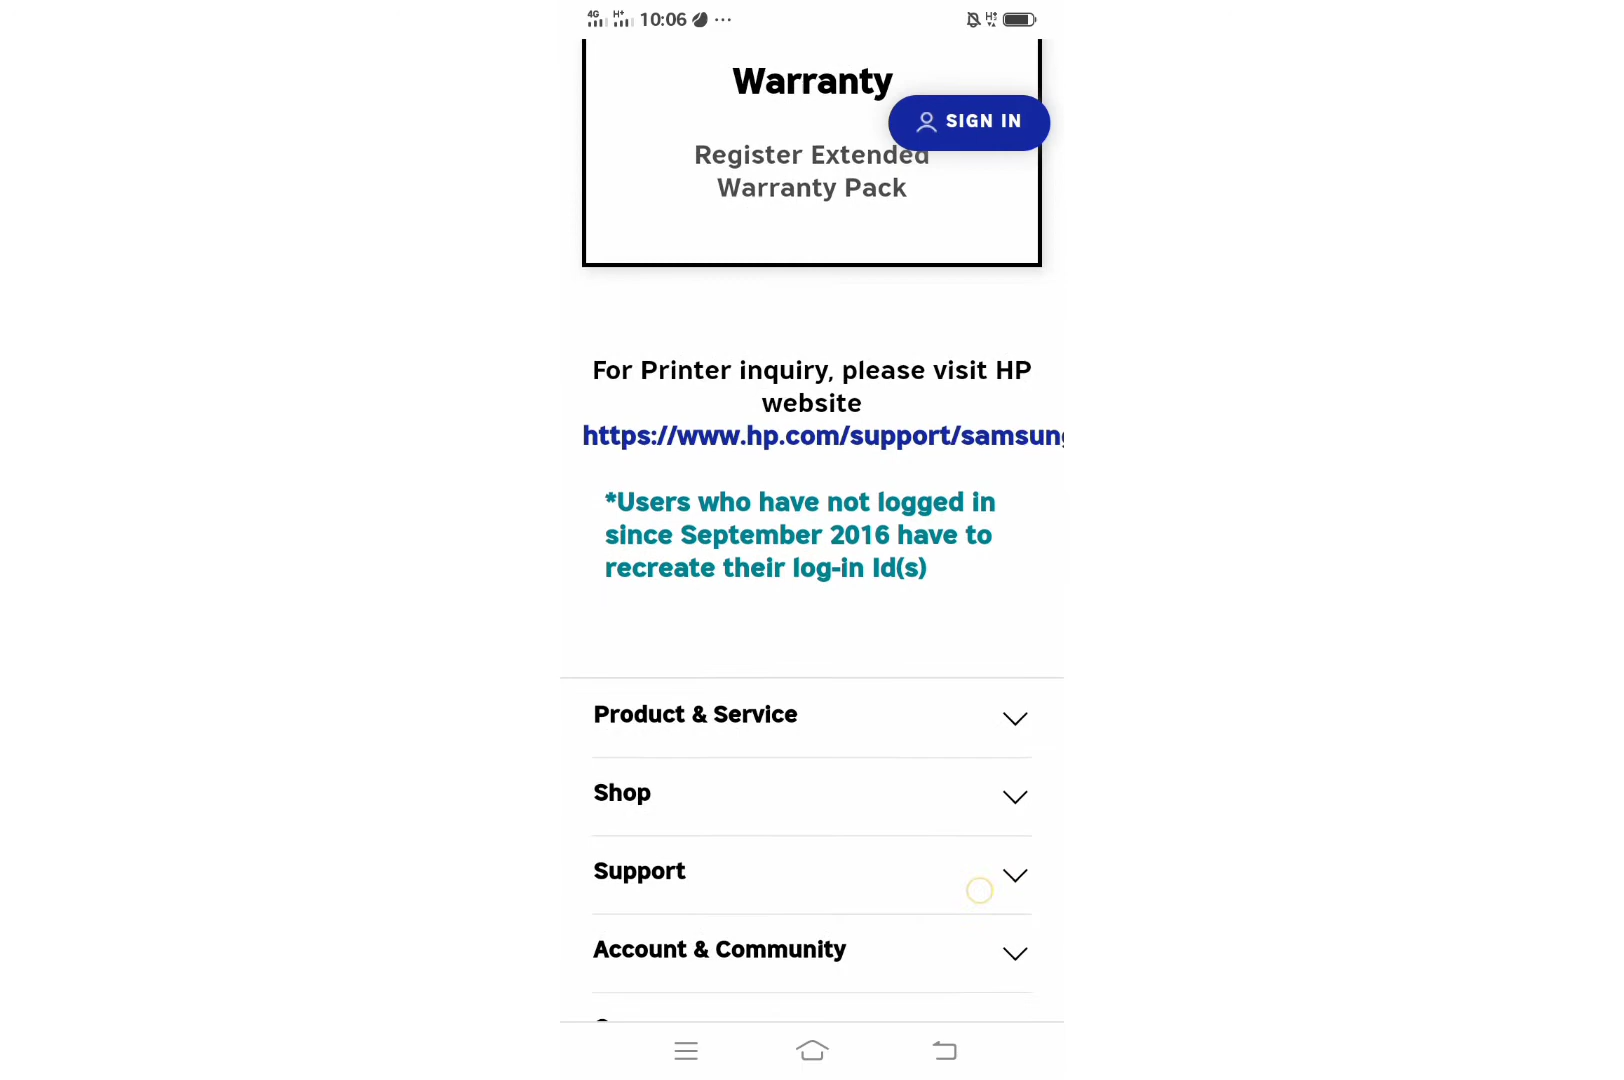 4G H+ 10:06 ...
Warranty
SIGN IN
Register Extended
Warranty Pack
For Printer inquiry, please visit HP
website
https://www.hp.com/support/samsung
*Users who have not logged in
since September 2016 have to
recreate their log-in Id(s)
Product & Service
Shop
Support
Account & Community